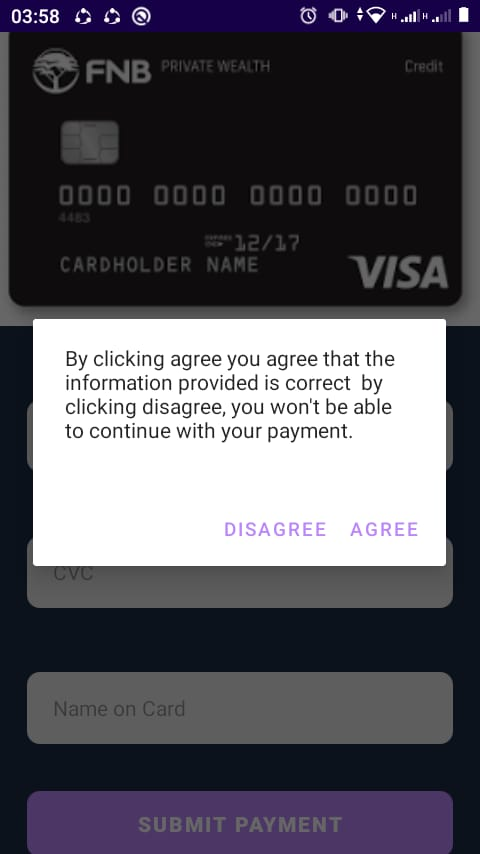 03:58
H H
FNB PRIVATE WEALTH Credit
0000 0000 0000 0000
4483
12/17
CARDHOLDER NAME
VISA
By clicking agree you agree that the
information provided is correct by
clicking disagree, you won't be able
to continue with your payment.
DISAGREE AGREE
CVC
Name on Card
SUBMIT PAYMENT